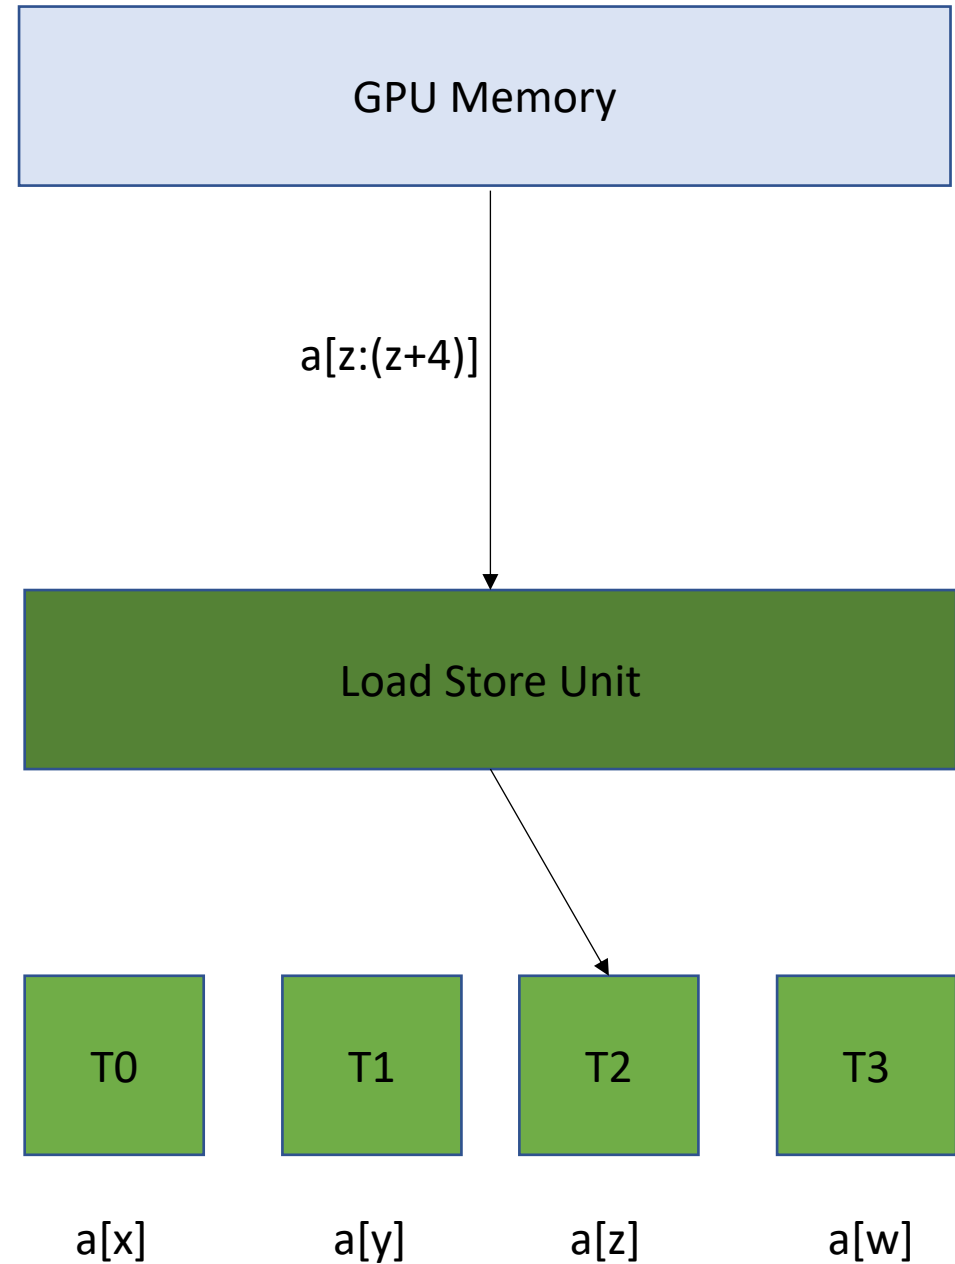 GPU Memory
a[z:(z+4)]
Load Store Unit
T0 T1 T2 T3
a[x] a[y] a[z] a[w]